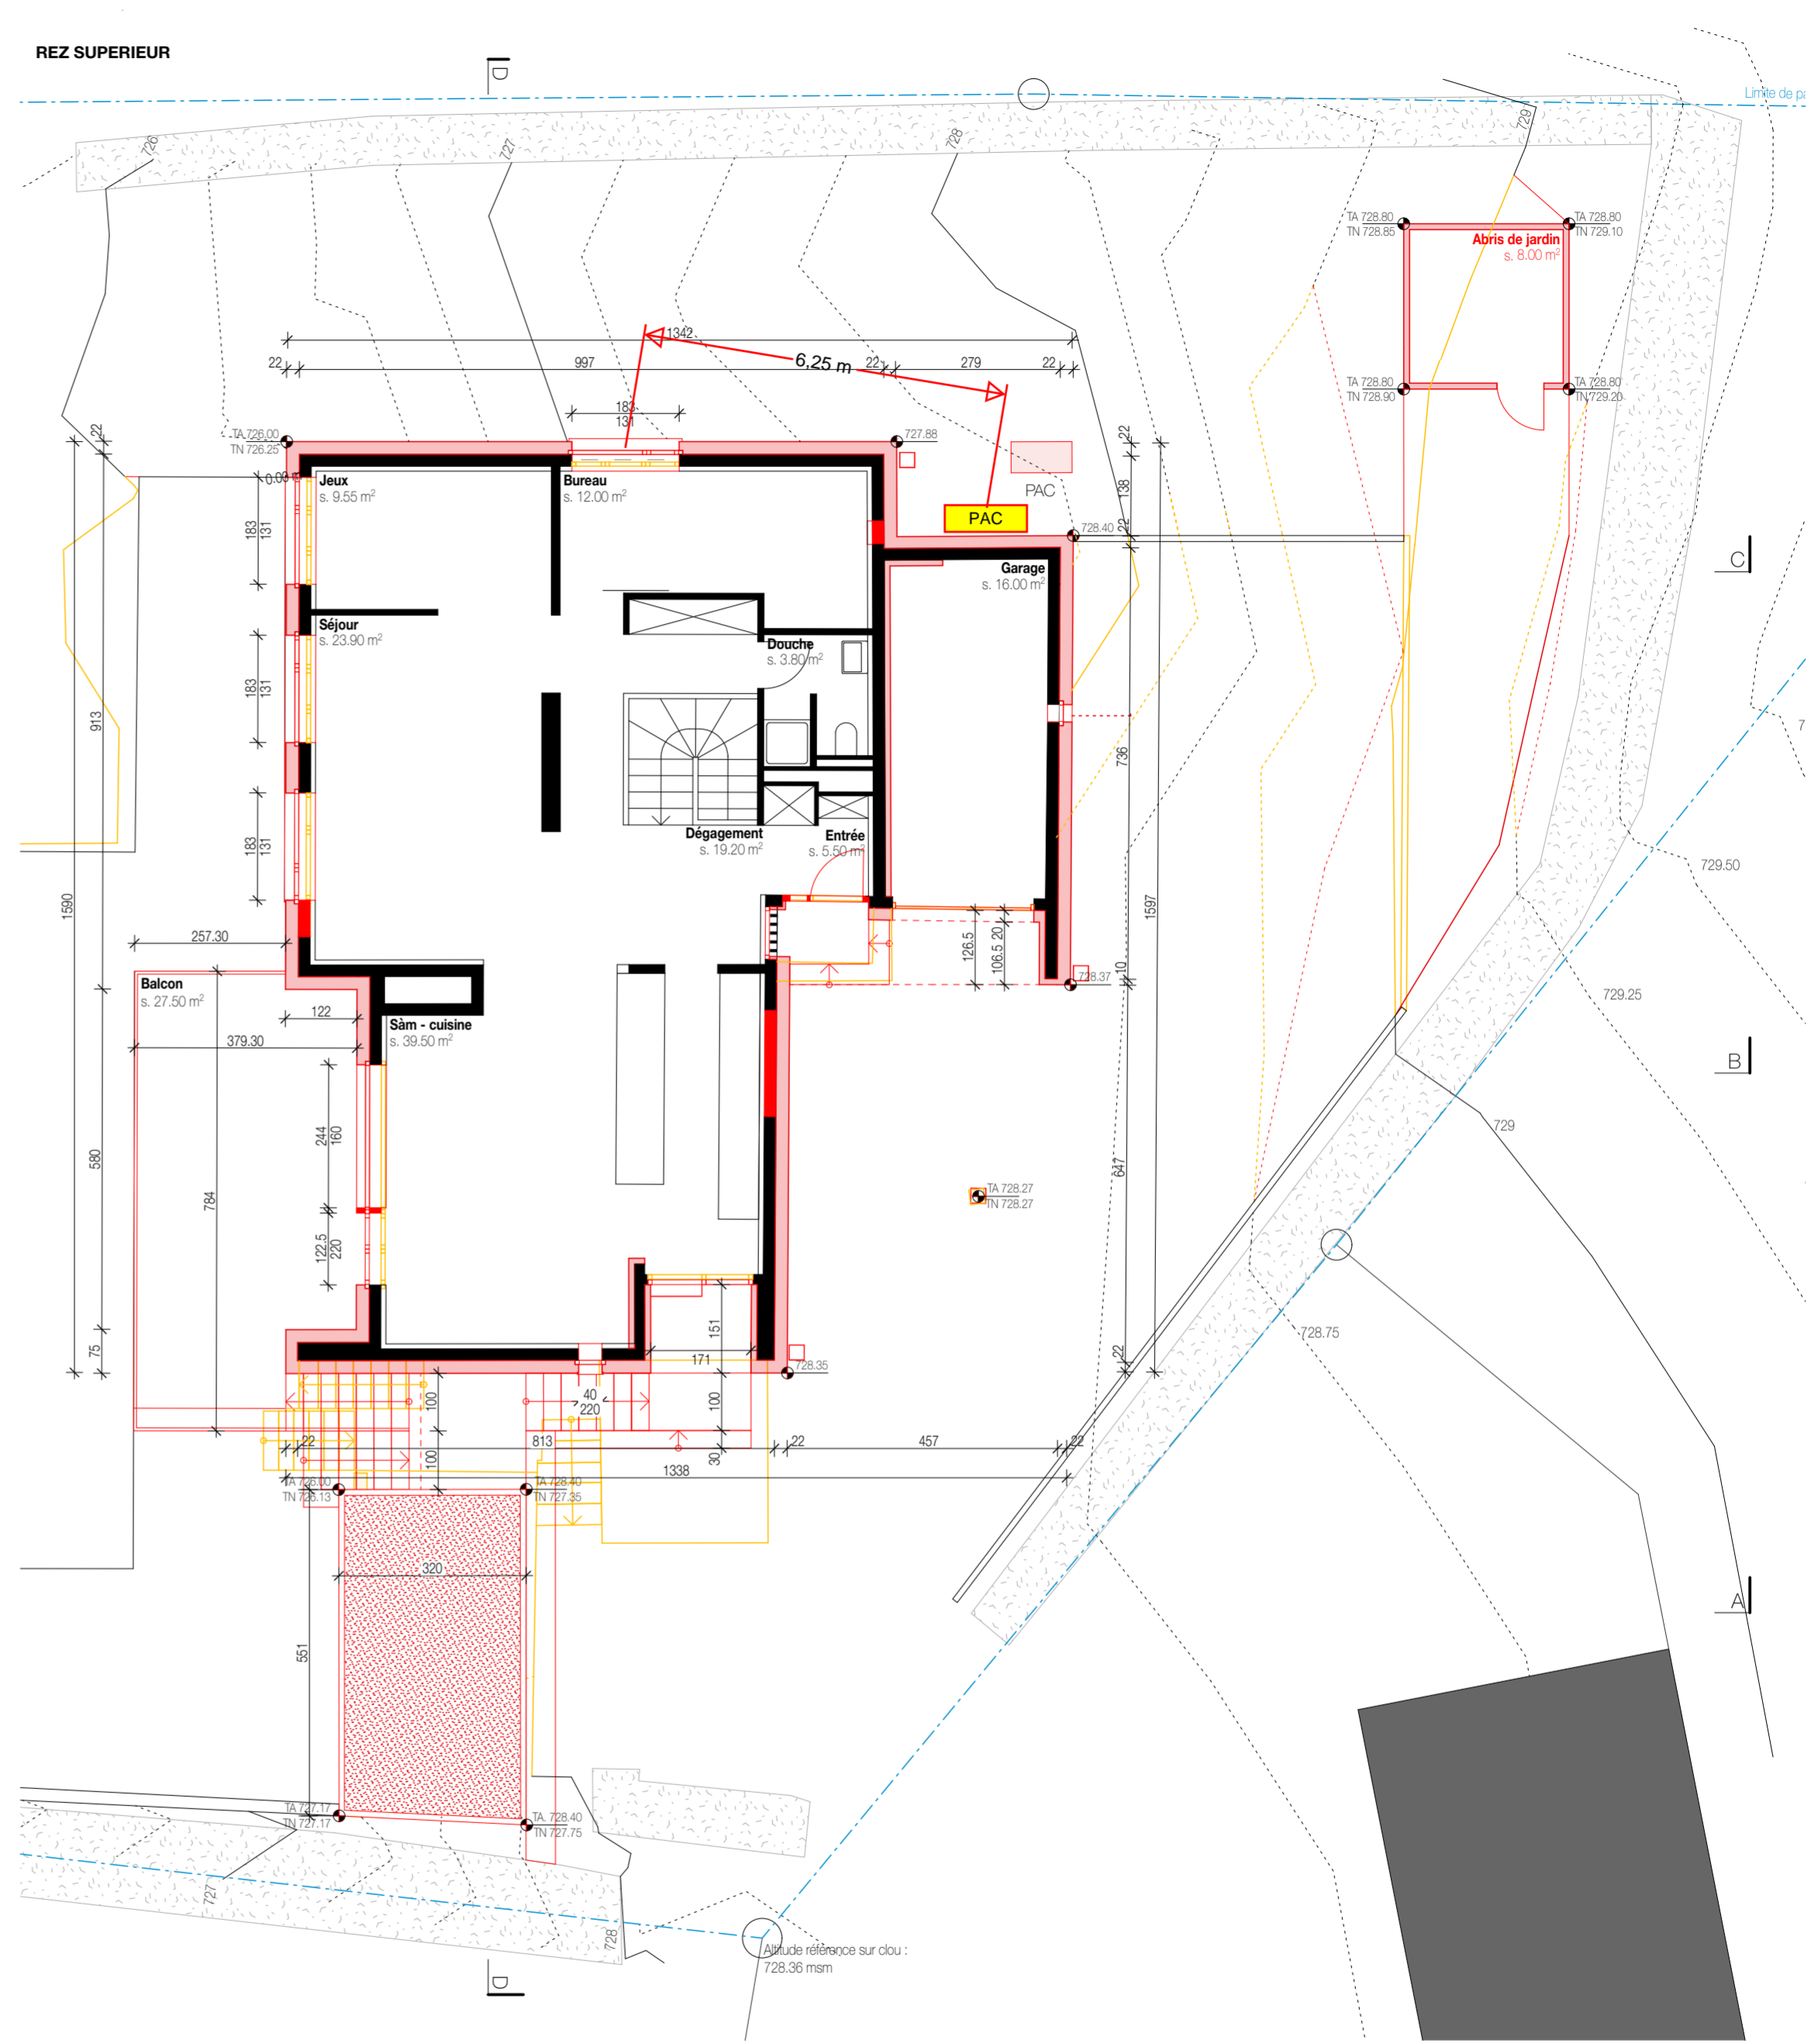 REZ SUPERIEUR
D
Limite de pa
726
727
728
729
TA 728.80
TN 728.85
TA 728.80
TN 729.10
Abris de jardin
s. 8.00 m²
1342
6,25 m
22
997
22
279
22
TA 728.80
TN 728.90
TA 728.80
TN 729.20
183
131
TA 726.00
TN 726.25
22
727.88
22
0.00
Jeux
s. 9.55 m²
Bureau
s. 12.00 m²
PAC
138
PAC
22
728.40
183
131
C
Garage
s. 16.00 m²
Séjour
s. 23.90 m²
Douche
s. 3.80 m²
183
131
913
736
183
131
Dégagement
s. 19.20 m²
Entrée
s. 5.50 m²
729.50
1590
1597
257.30
126.5
106.5
20
10
728.37
Balcon
s. 27.50 m²
729.25
122
Sàm - cuisine
s. 39.50 m²
379.30
B
244
160
729
580
784
647
TA 728.27
TN 728.27
122.5
220
728.75
75
151
171
22
728.35
100
40
220
100
22
813
22
457
22
100
30
1338
TA 726.00
TN 726.13
TA 728.40
TN 727.35
320
A
551
TA 727.17
TN 727.17
TA. 728.40
TN 727.75
727
728
Altitude référence sur clou :
728.36 msm
D